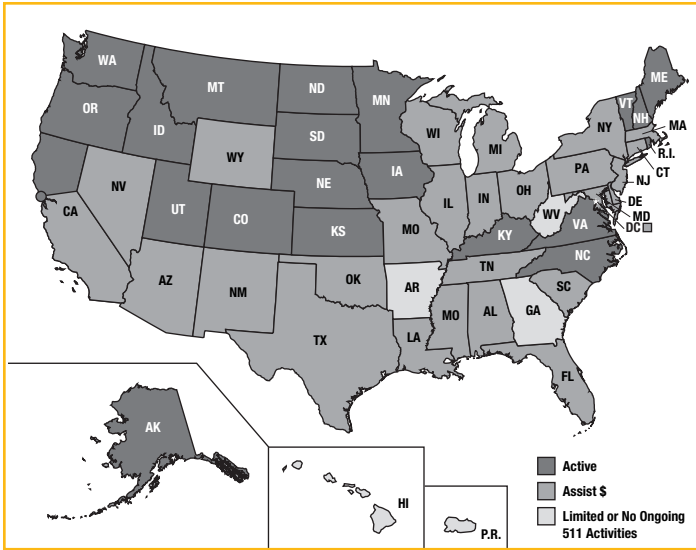 WA
MT
ND
MN
ME
VT
NH
OR
ID
SD
WI
NY
MA
WY
MI
R.I.
CT
NV
NE
IA
PA
NJ
IL
IN
OH
DE
CA
UT
CO
WV
VA
MD
DC
KS
MO
KY
NC
AZ
NM
OK
AR
TN
SC
TX
LA
MO
AL
GA
FL
AK
HI
P.R.
Active
Assist $
Limited or No Ongoing
511 Activities